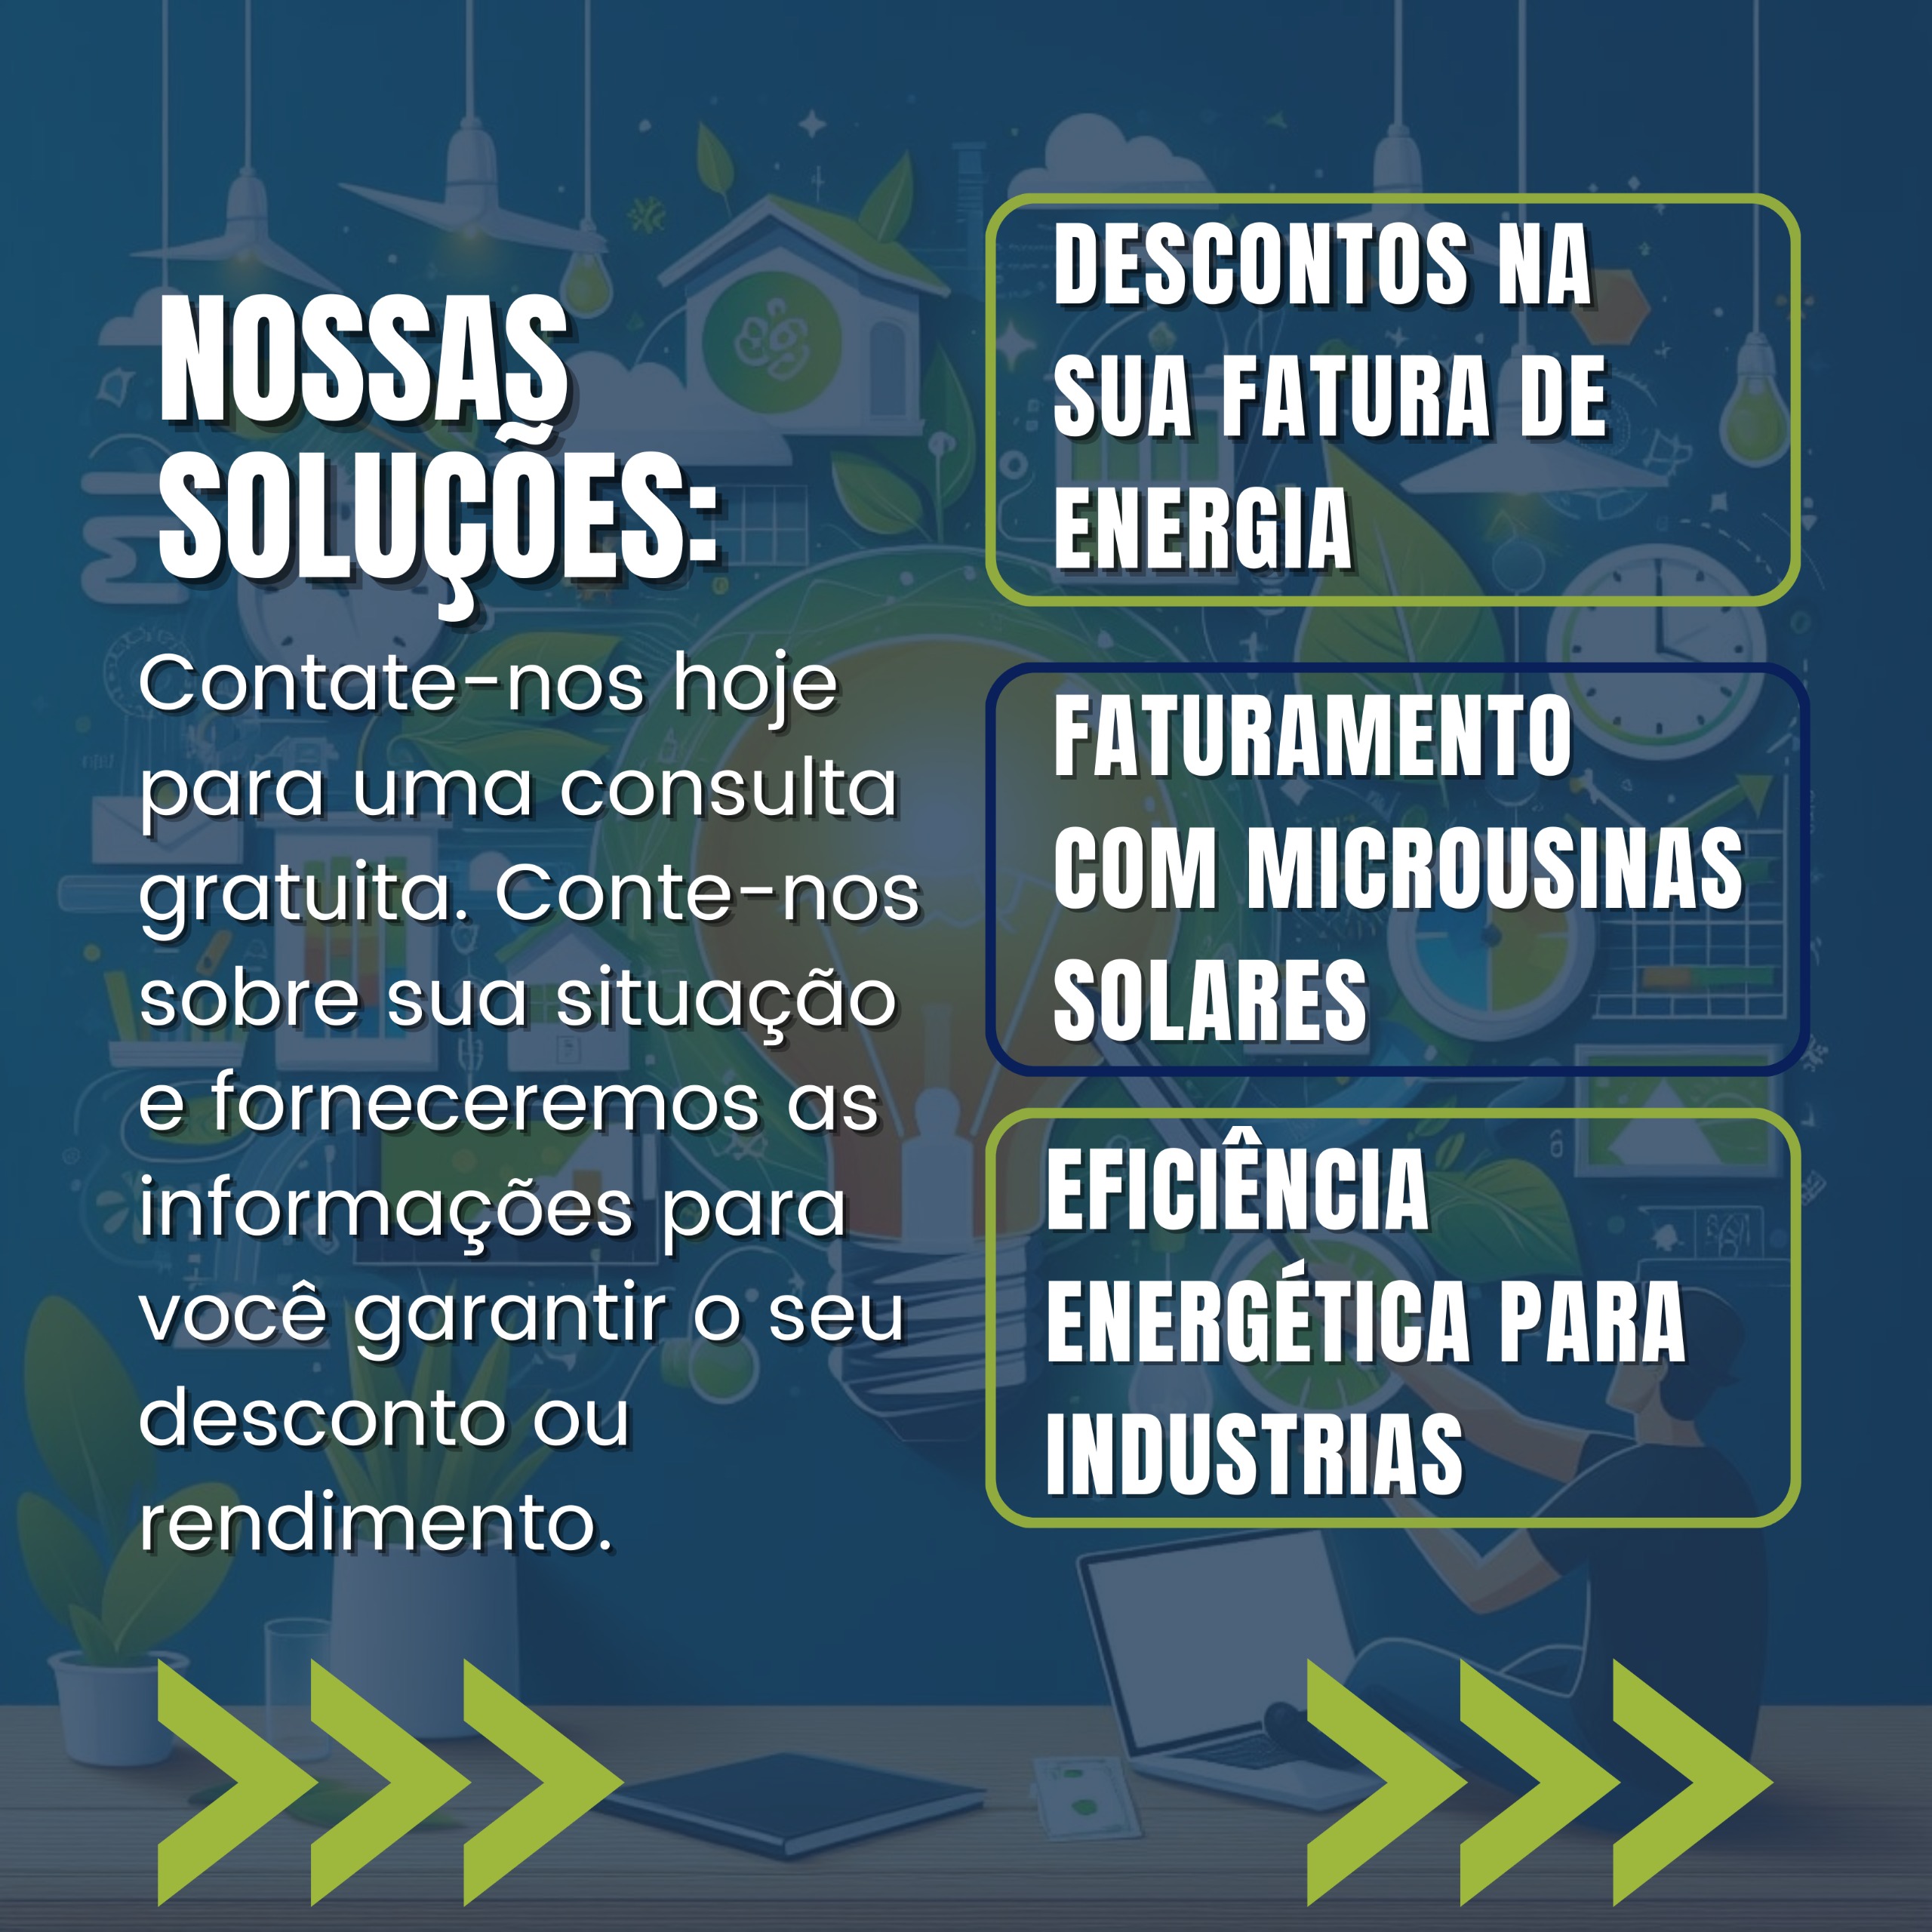 NOSSAS
SOLUÇÕES:
Contate-nos hoje
para uma consulta
gratuita. Conte-nos
sobre sua situação
e forneceremos as
informações para
você garantir o seu
desconto ou
rendimento.
DESCONTOS NA
SUA FATURA DE
ENERGIA
FATURAMENTO
COM MICROUSINAS
SOLARES
EFICIÊNCIA
ENERGÉTICA PARA
INDUSTRIAS